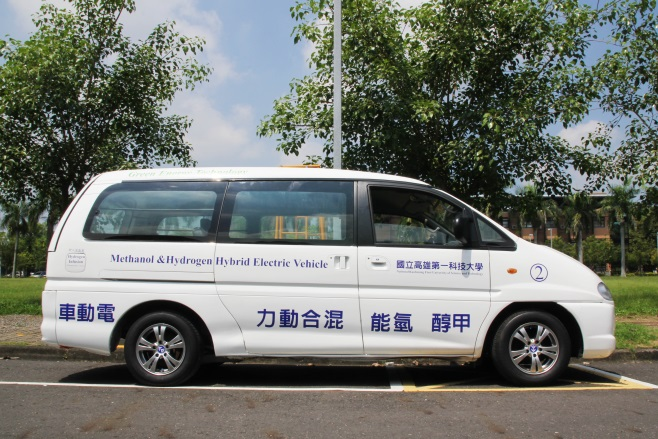 Methanol &Hydrogen Hybrid Electric Vehicle
國立高雄第一科技大學
2
車動電 力動合混 能氫 醇甲